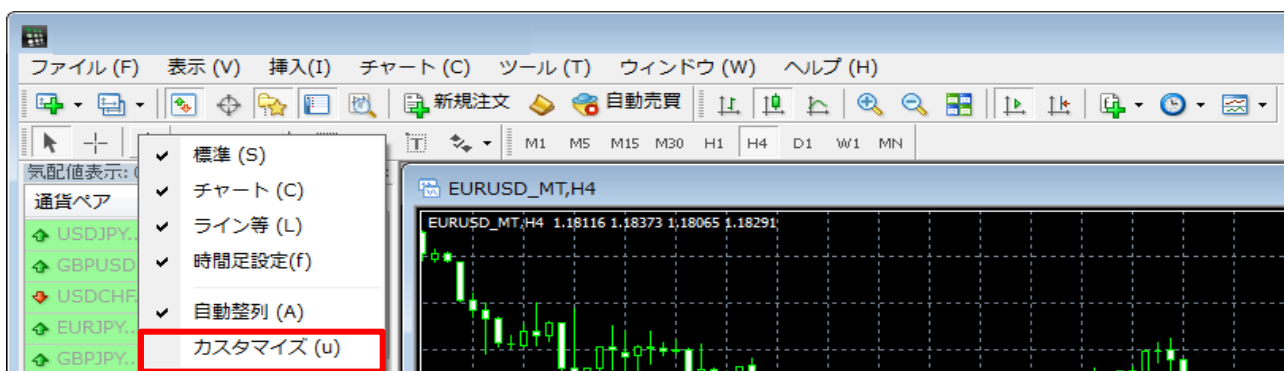 ファイル (F) 表示 (V) 挿入(I) チャート (C) ツール (T) ウィンドウ (W) ヘルプ (H)
新規注文 自動売買
T M1 M5 M15 M30 H1 H4 D1 W1 MN
気配値表示:
通貨ペア
USDJPY...
GBPUSD
USDCHF.
EURJPY...
GBPJPY...
標準 (S)
チャート (C)
ライン等 (L)
時間足設定(f)
自動整列 (A)
カスタマイズ (u)
EURUSD_MT,H4
EURUSD_MT,H4 1.18116 1.18373 1.18065 1.18291